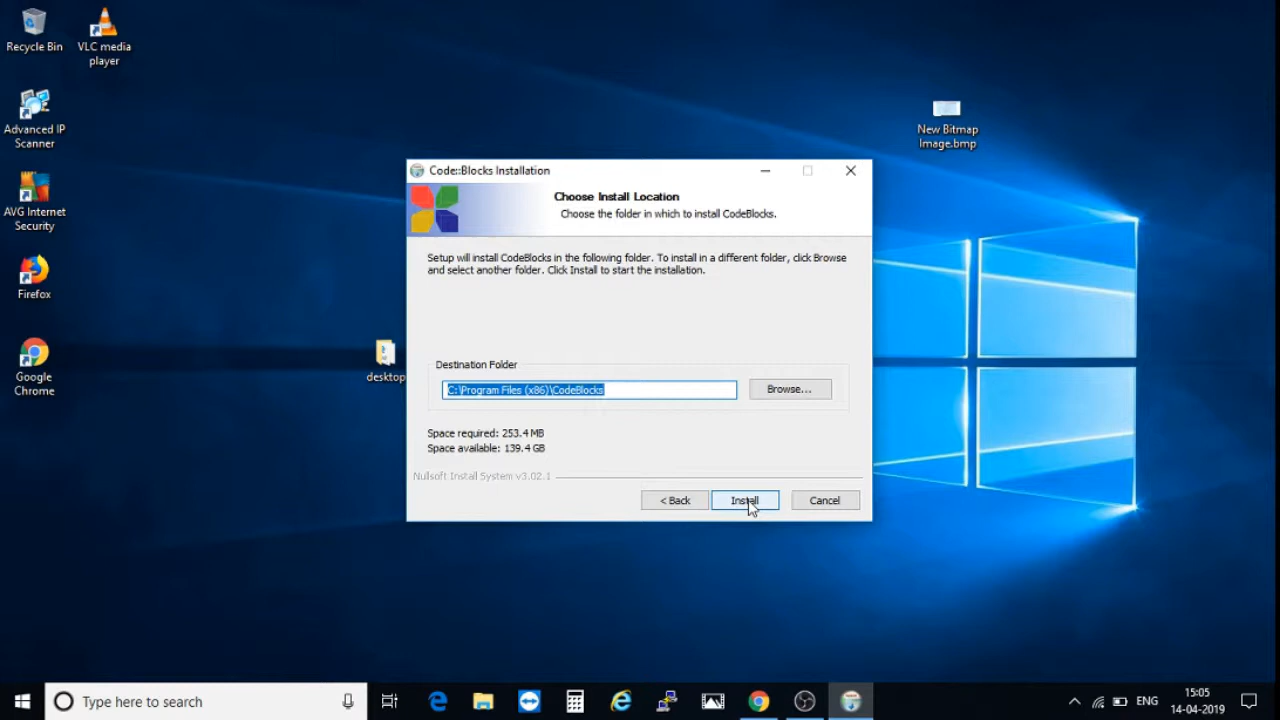 Recycle Bin
VLC media
player
Advanced IP
Scanner
AVG Internet
Security
Firefox
Google
Chrome
desktop
New Bitmap
Image.bmp
Code::Blocks Installation
Choose Install Location
Choose the folder in which to install CodeBlocks.
Setup will install CodeBlocks in the following folder. To install in a different folder, click Browse
and select another folder. Click Install to start the installation.
Destination Folder
C:\Program Files (x86)\CodeBlocks
Browse...
Space required: 253.4 MB
Space available: 139.4 GB
Nullsoft Install System v3.02.1
< Back
Install
Cancel
Type here to search
ENG
15:05
14-04-2019